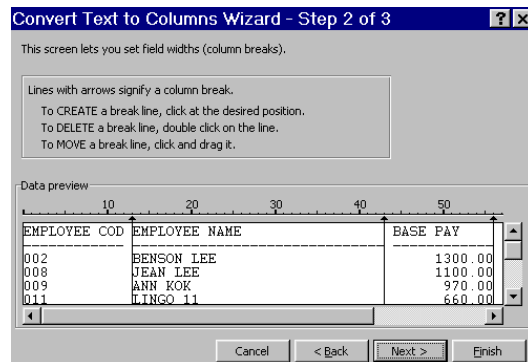 Convert Text to Columns Wizard - Step 2 of 3
This screen lets you set field widths (column breaks).
Lines with arrows signify a column break.
To CREATE a break line, click at the desired position.
To DELETE a break line, double click on the line.
To MOVE a break line, click and drag it.
Data preview
10 20 30 40 50
EMPLOYEE COD EMPLOYEE NAME BASE PAY
002 BENSON LEE 1300.00
008 JEAN LEE 1100.00
009 ANN KOK 970.00
011 LINGO 11 660.00
Cancel < Back Next > Finish